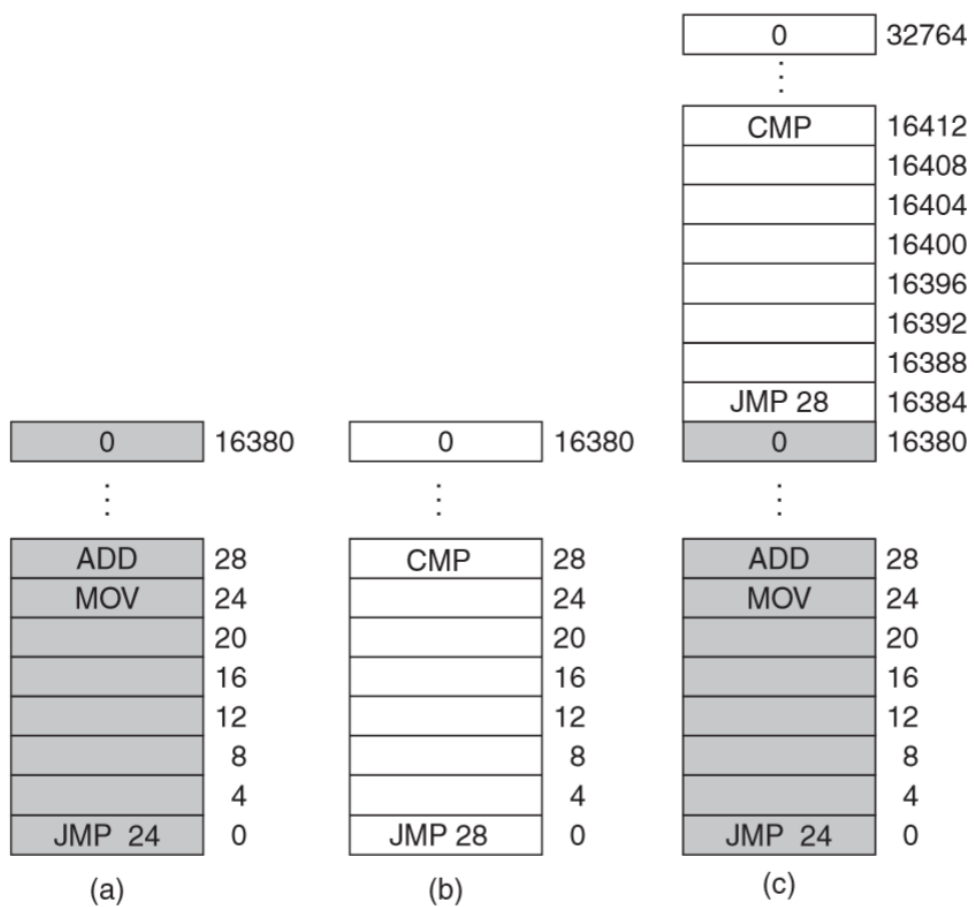 0 32764
⋮
CMP 16412
16408
16404
16400
16396
16392
16388
JMP 28 16384
0 16380 0 16380 0 16380
⋮ ⋮ ⋮
ADD 28 CMP 28 ADD 28
MOV 24 24 MOV 24
20 20 20
16 16 16
12 12 12
8 8 8
4 4 4
JMP 24 0 JMP 28 0 JMP 24 0
(a) (b) (c)